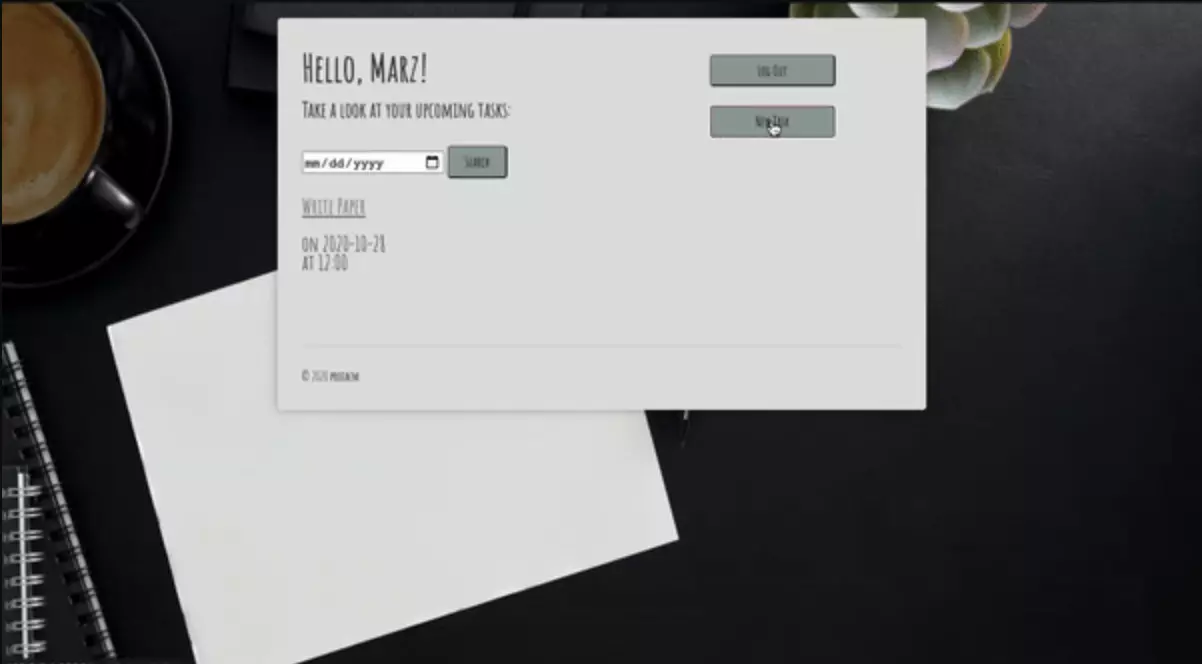 Hello, Marz!
Log Out
Take a look at your upcoming tasks:
New Task
mm/dd/yyyy
Search
Write Paper
on 2020-10-28
at 12:00
© 2020